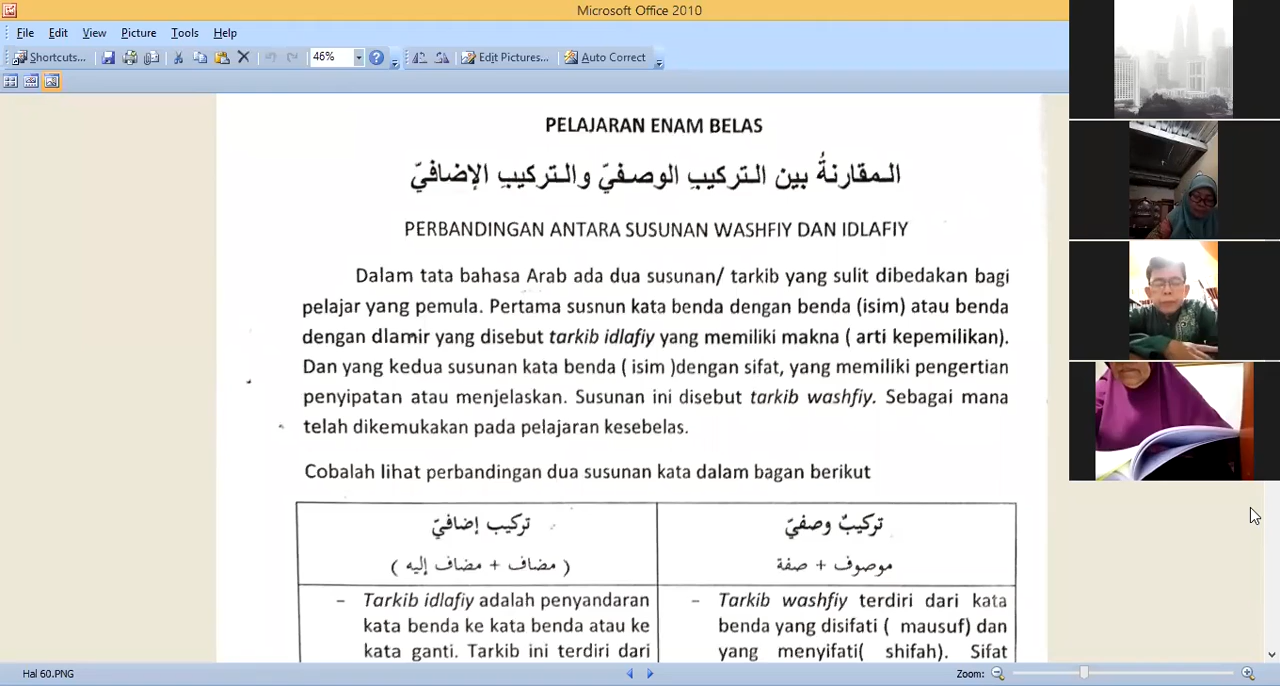 Microsoft Office 2010
File Edit View Picture Tools Help
Shortcuts... 46% Edit Pictures... Auto Correct
PELAJARAN ENAM BELAS
المقارنةُ بين التركيبِ الوصفيّ والتركيبِ الإضافيّ
PERBANDINGAN ANTARA SUSUNAN WASHFIY DAN IDLAFIY
Dalam tata bahasa Arab ada dua susunan/ tarkib yang sulit dibedakan bagi
pelajar yang pemula. Pertama susnun kata benda dengan benda (isim) atau benda
dengan dlamir yang disebut tarkib idlafiy yang memiliki makna ( arti kepemilikan).
Dan yang kedua susunan kata benda ( isim )dengan sifat, yang memiliki pengertian
penyipatan atau menjelaskan. Susunan ini disebut tarkib washfiy. Sebagai mana
telah dikemukakan pada pelajaran kesebelas.
Cobalah lihat perbandingan dua susunan kata dalam bagan berikut
تركيب إضافيّ
( مضاف + مضاف إليه )
تركيبٌ وصفيّ
موصوف + صفة
- Tarkib idlafiy adalah penyandaran
kata benda ke kata benda atau ke
kata ganti. Tarkib ini terdiri dari
- Tarkib washfiy terdiri dari kata
benda yang disifati ( mausuf) dan
yang menyifati( shifah). Sifat
Hal 60.PNG Zoom: